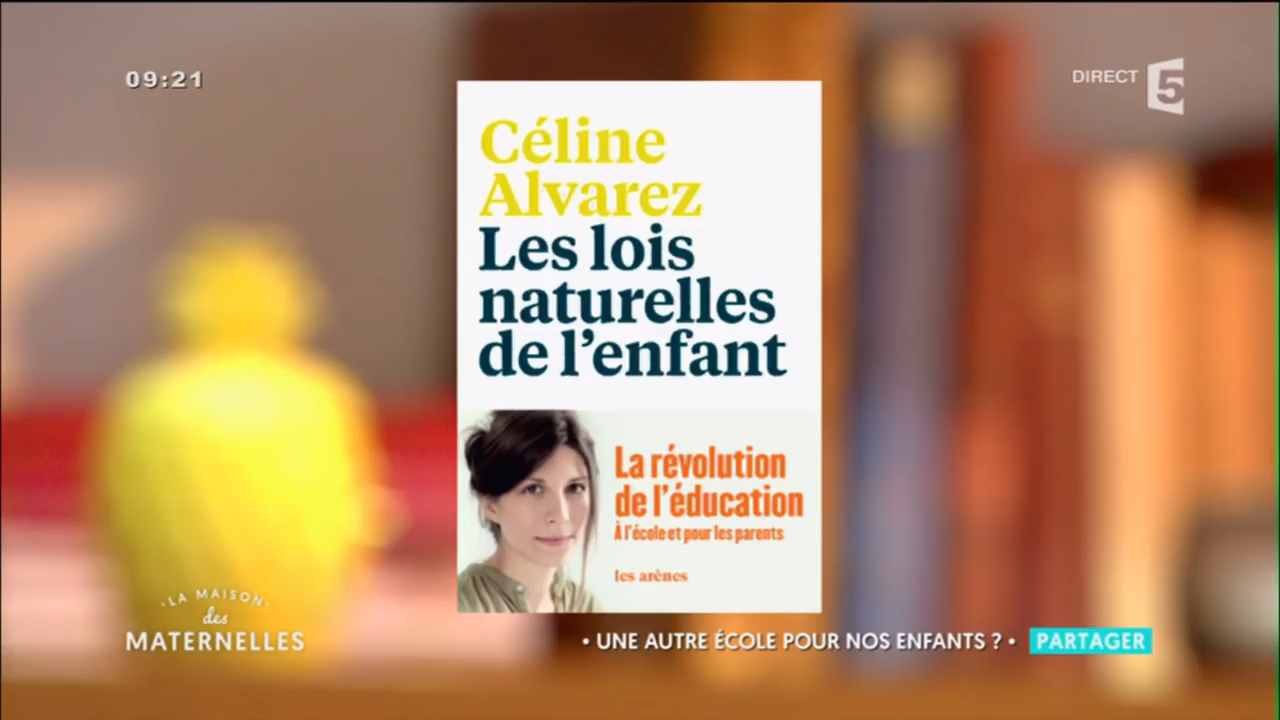 09:21
DIRECT 5
Céline
Alvarez
Les lois
naturelles
de l'enfant
La révolution
de l'éducation
À l'école et pour les parents
les arènes
· LA MAISON ·
des
MATERNELLES
• UNE AUTRE ÉCOLE POUR NOS ENFANTS ? •
PARTAGER